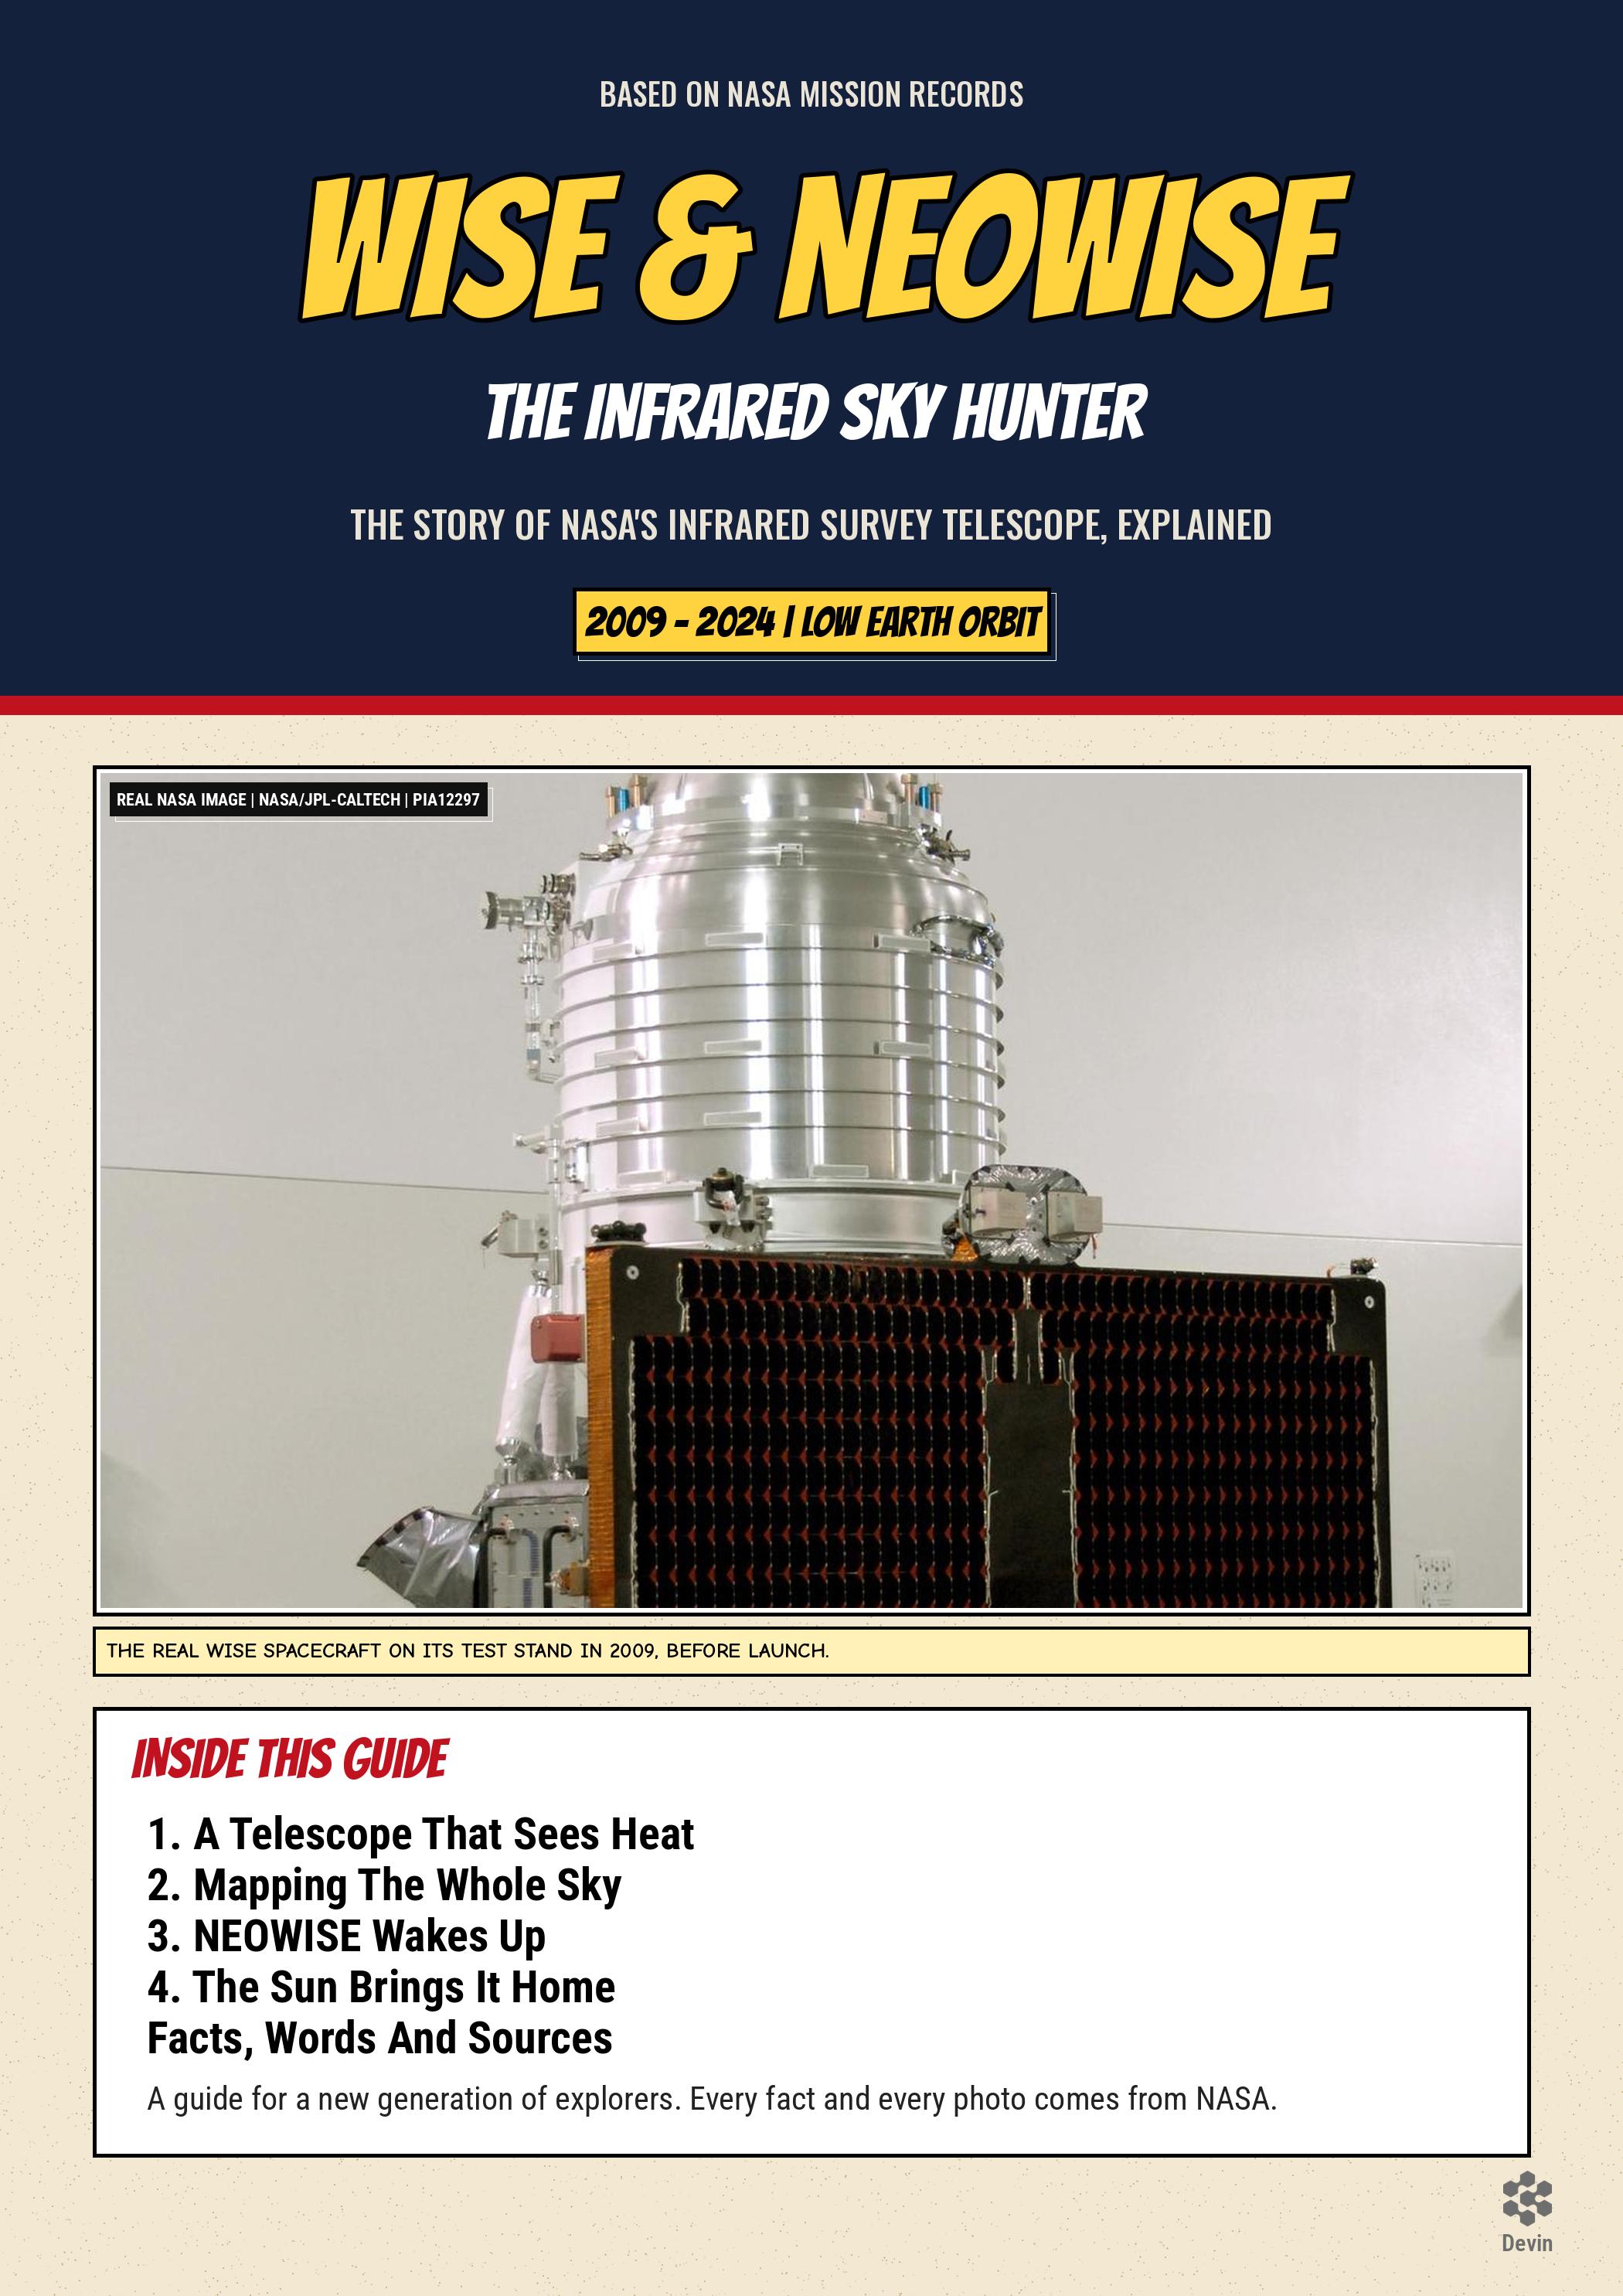 BASED ON NASA MISSION RECORDS
WISE & NEOWISE
THE INFRARED SKY HUNTER
THE STORY OF NASA'S INFRARED SURVEY TELESCOPE, EXPLAINED
2009 - 2024 | LOW EARTH ORBIT
REAL NASA IMAGE | NASA/JPL-CALTECH | PIA12297
THE REAL WISE SPACECRAFT ON ITS TEST STAND IN 2009, BEFORE LAUNCH.
INSIDE THIS GUIDE
1. A Telescope That Sees Heat
2. Mapping The Whole Sky
3. NEOWISE Wakes Up
4. The Sun Brings It Home
Facts, Words And Sources
A guide for a new generation of explorers. Every fact and every photo comes from NASA.
Devin